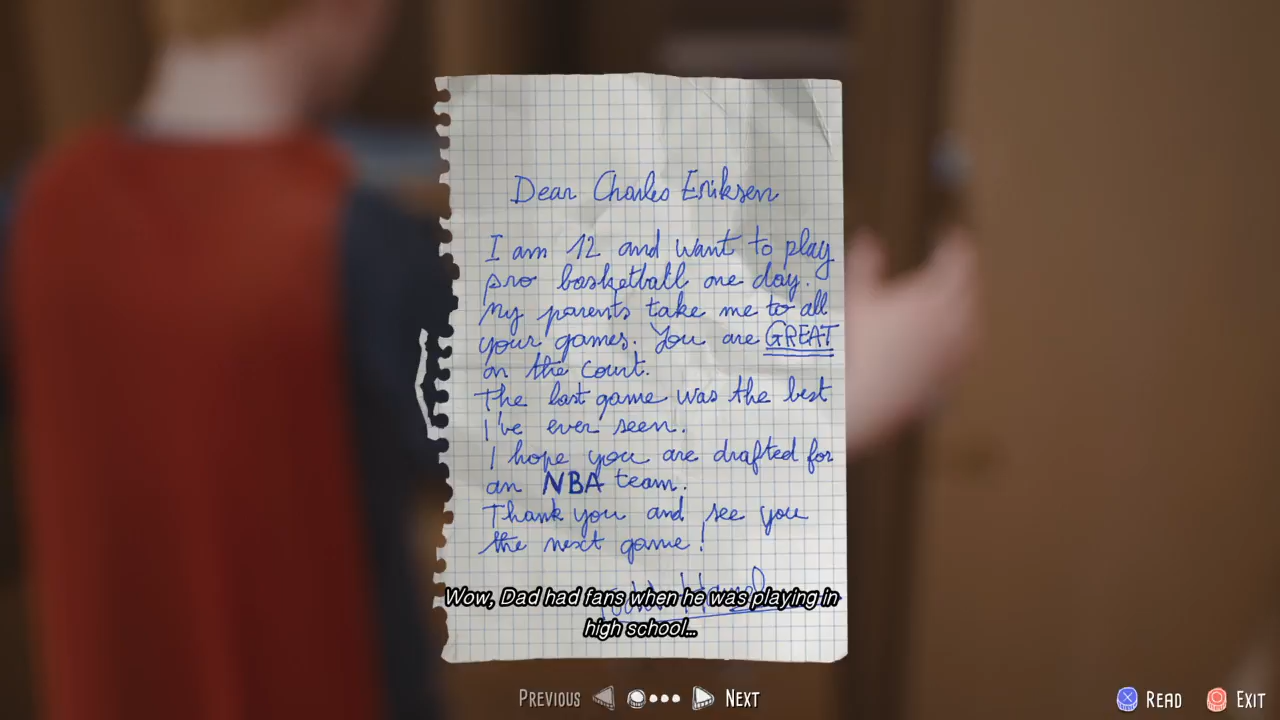 Dear Charles Eriksen
I am 12 and want to play
pro basketball one day.
My parents take me to all
your games. You are GREAT
on the court.
The last game was the best
I've ever seen.
I hope you are drafted for
an NBA team.
Thank you and see you
the next game!
Wow, Dad had fans when he was playing in
high school...
PREVIOUS NEXT
READ EXIT